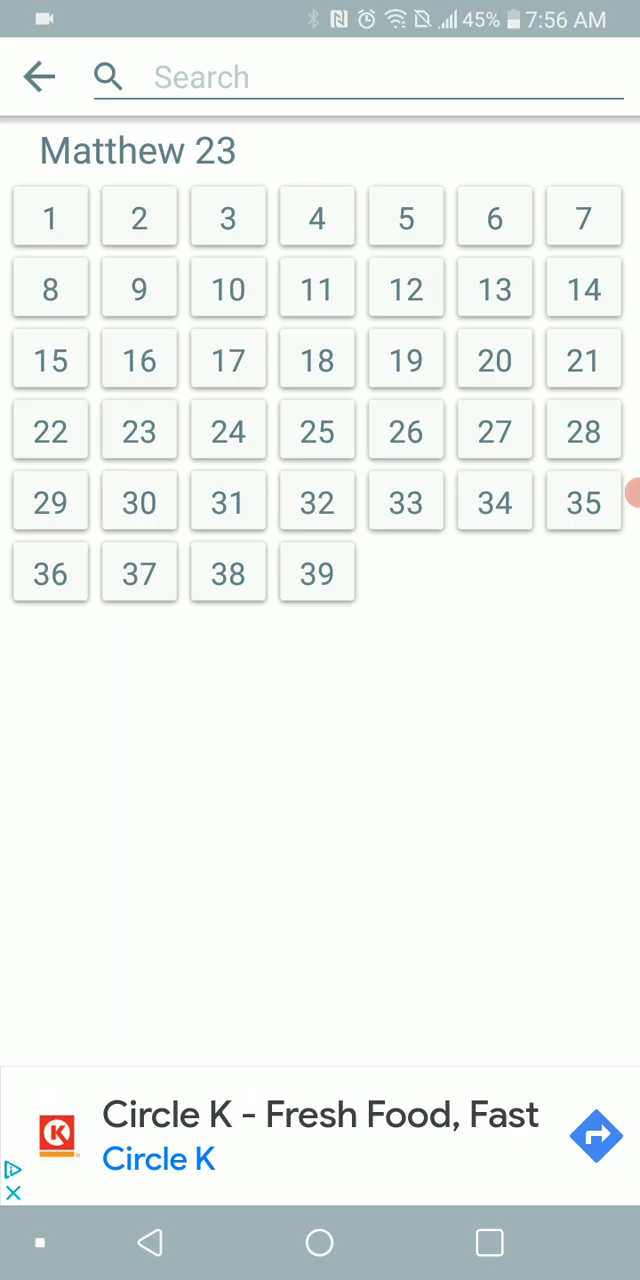 45% 7:56 AM
Search
Matthew 23
1 2 3 4 5 6 7
8 9 10 11 12 13 14
15 16 17 18 19 20 21
22 23 24 25 26 27 28
29 30 31 32 33 34 35
36 37 38 39
Circle K - Fresh Food, Fast
Circle K